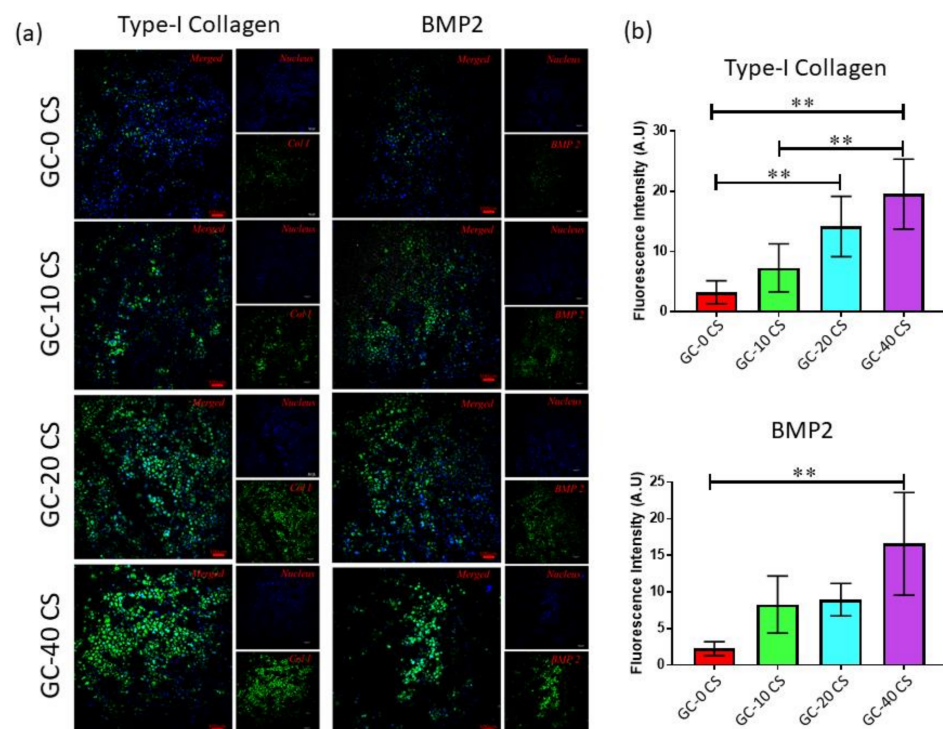 (a)
Type-I Collagen
BMP2
GC-0 CS
Merged
Nucleus
Col I
Merged
Nucleus
BMP 2
GC-10 CS
Merged
Nucleus
Col I
Merged
Nucleus
BMP 2
GC-20 CS
Merged
Nucleus
Col I
Merged
Nucleus
BMP 2
GC-40 CS
Merged
Nucleus
Col I
Merged
Nucleus
BMP 2
(b)
Type-I Collagen
**
**
**
Fluorescence Intensity (A.U)
30
20
10
0
GC-0 CS
GC-10 CS
GC-20 CS
GC-40 CS
BMP2
**
Fluorescence Intensity (A.U)
25
20
15
10
5
0
GC-0 CS
GC-10 CS
GC-20 CS
GC-40 CS